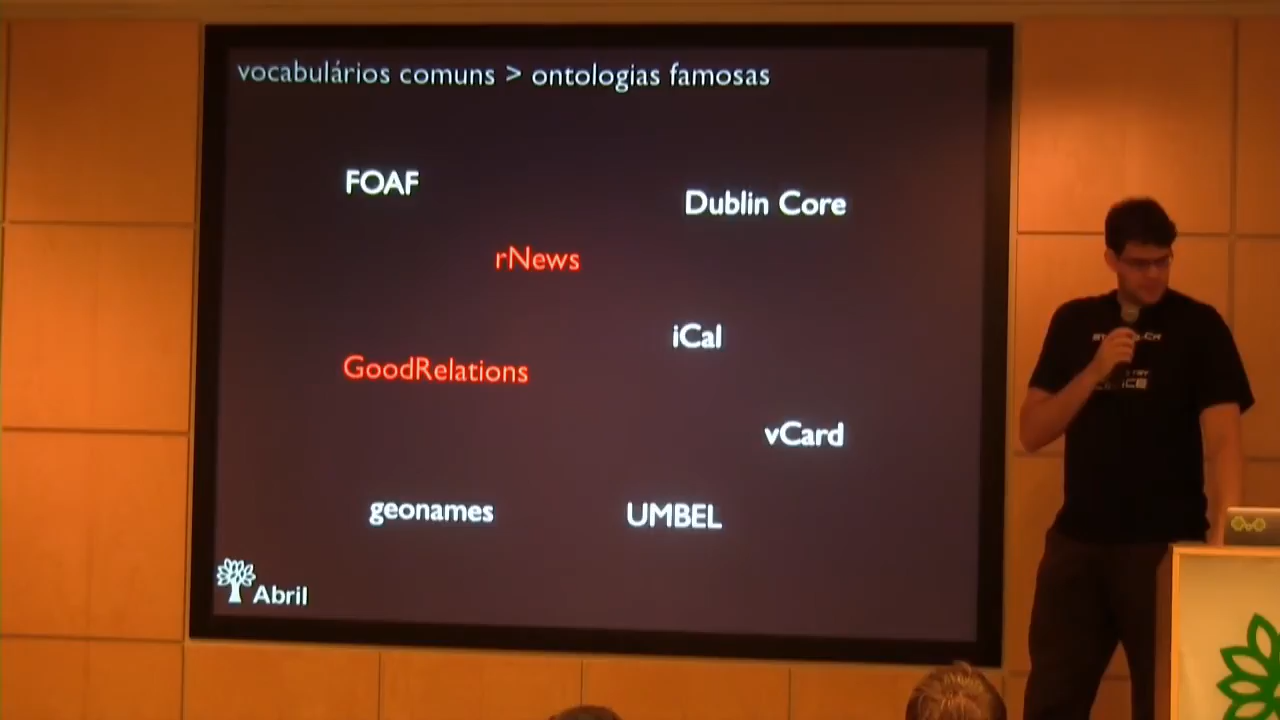 vocabulários comuns > ontologias famosas
FOAF
Dublin Core
rNews
iCal
GoodRelations
vCard
geonames
UMBEL
Abril